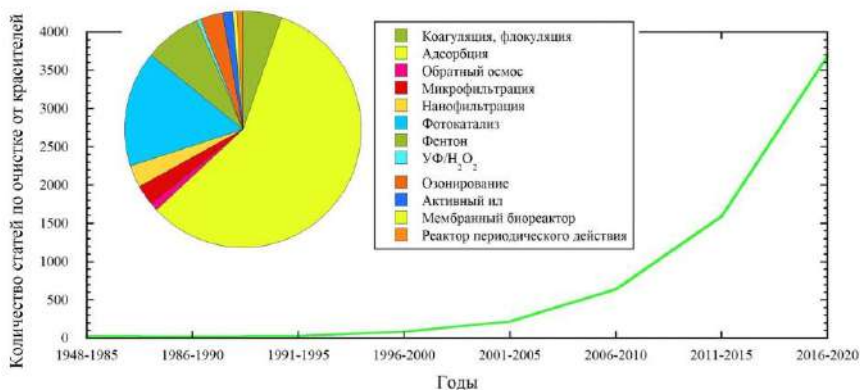 Количество статей по очистке от красителей
4000
3500
3000
2500
2000
1500
1000
500
0
Коагуляция, флокуляция
Адсорбция
Обратный осмос
Микрофильтрация
Нанофильтрация
Фотокатализ
Фентон
УФ/H₂O₂
Озонирование
Активный ил
Мембранный биореактор
Реактор периодического действия
1948-1985 1986-1990 1991-1995 1996-2000 2001-2005 2006-2010 2011-2015 2016-2020
Годы